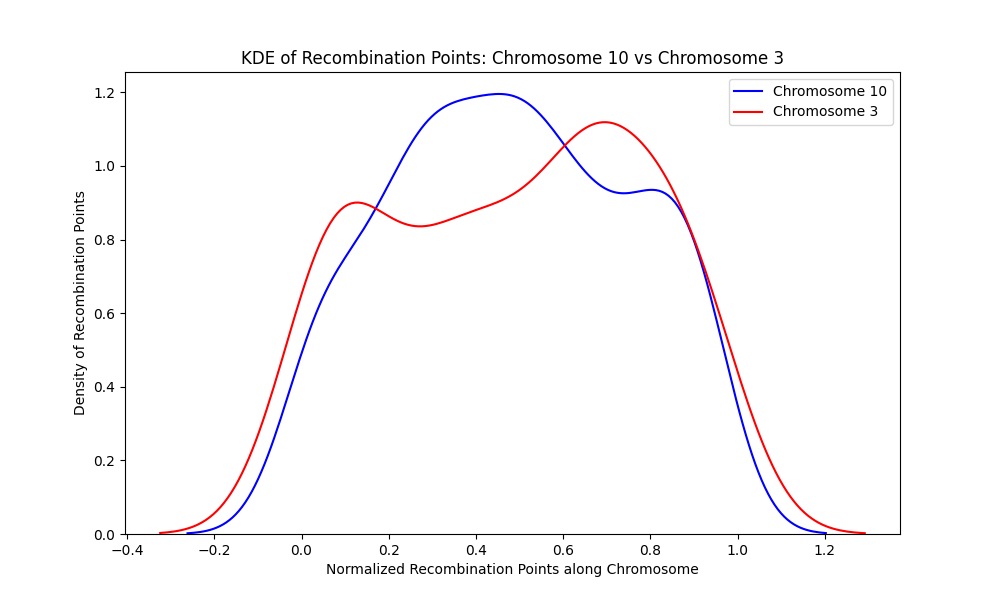 KDE of Recombination Points: Chromosome 10 vs Chromosome 3
Chromosome 10
Chromosome 3
Density of Recombination Points
1.2
1.0
0.8
0.6
0.4
0.2
0.0
−0.4 −0.2 0.0 0.2 0.4 0.6 0.8 1.0 1.2
Normalized Recombination Points along Chromosome